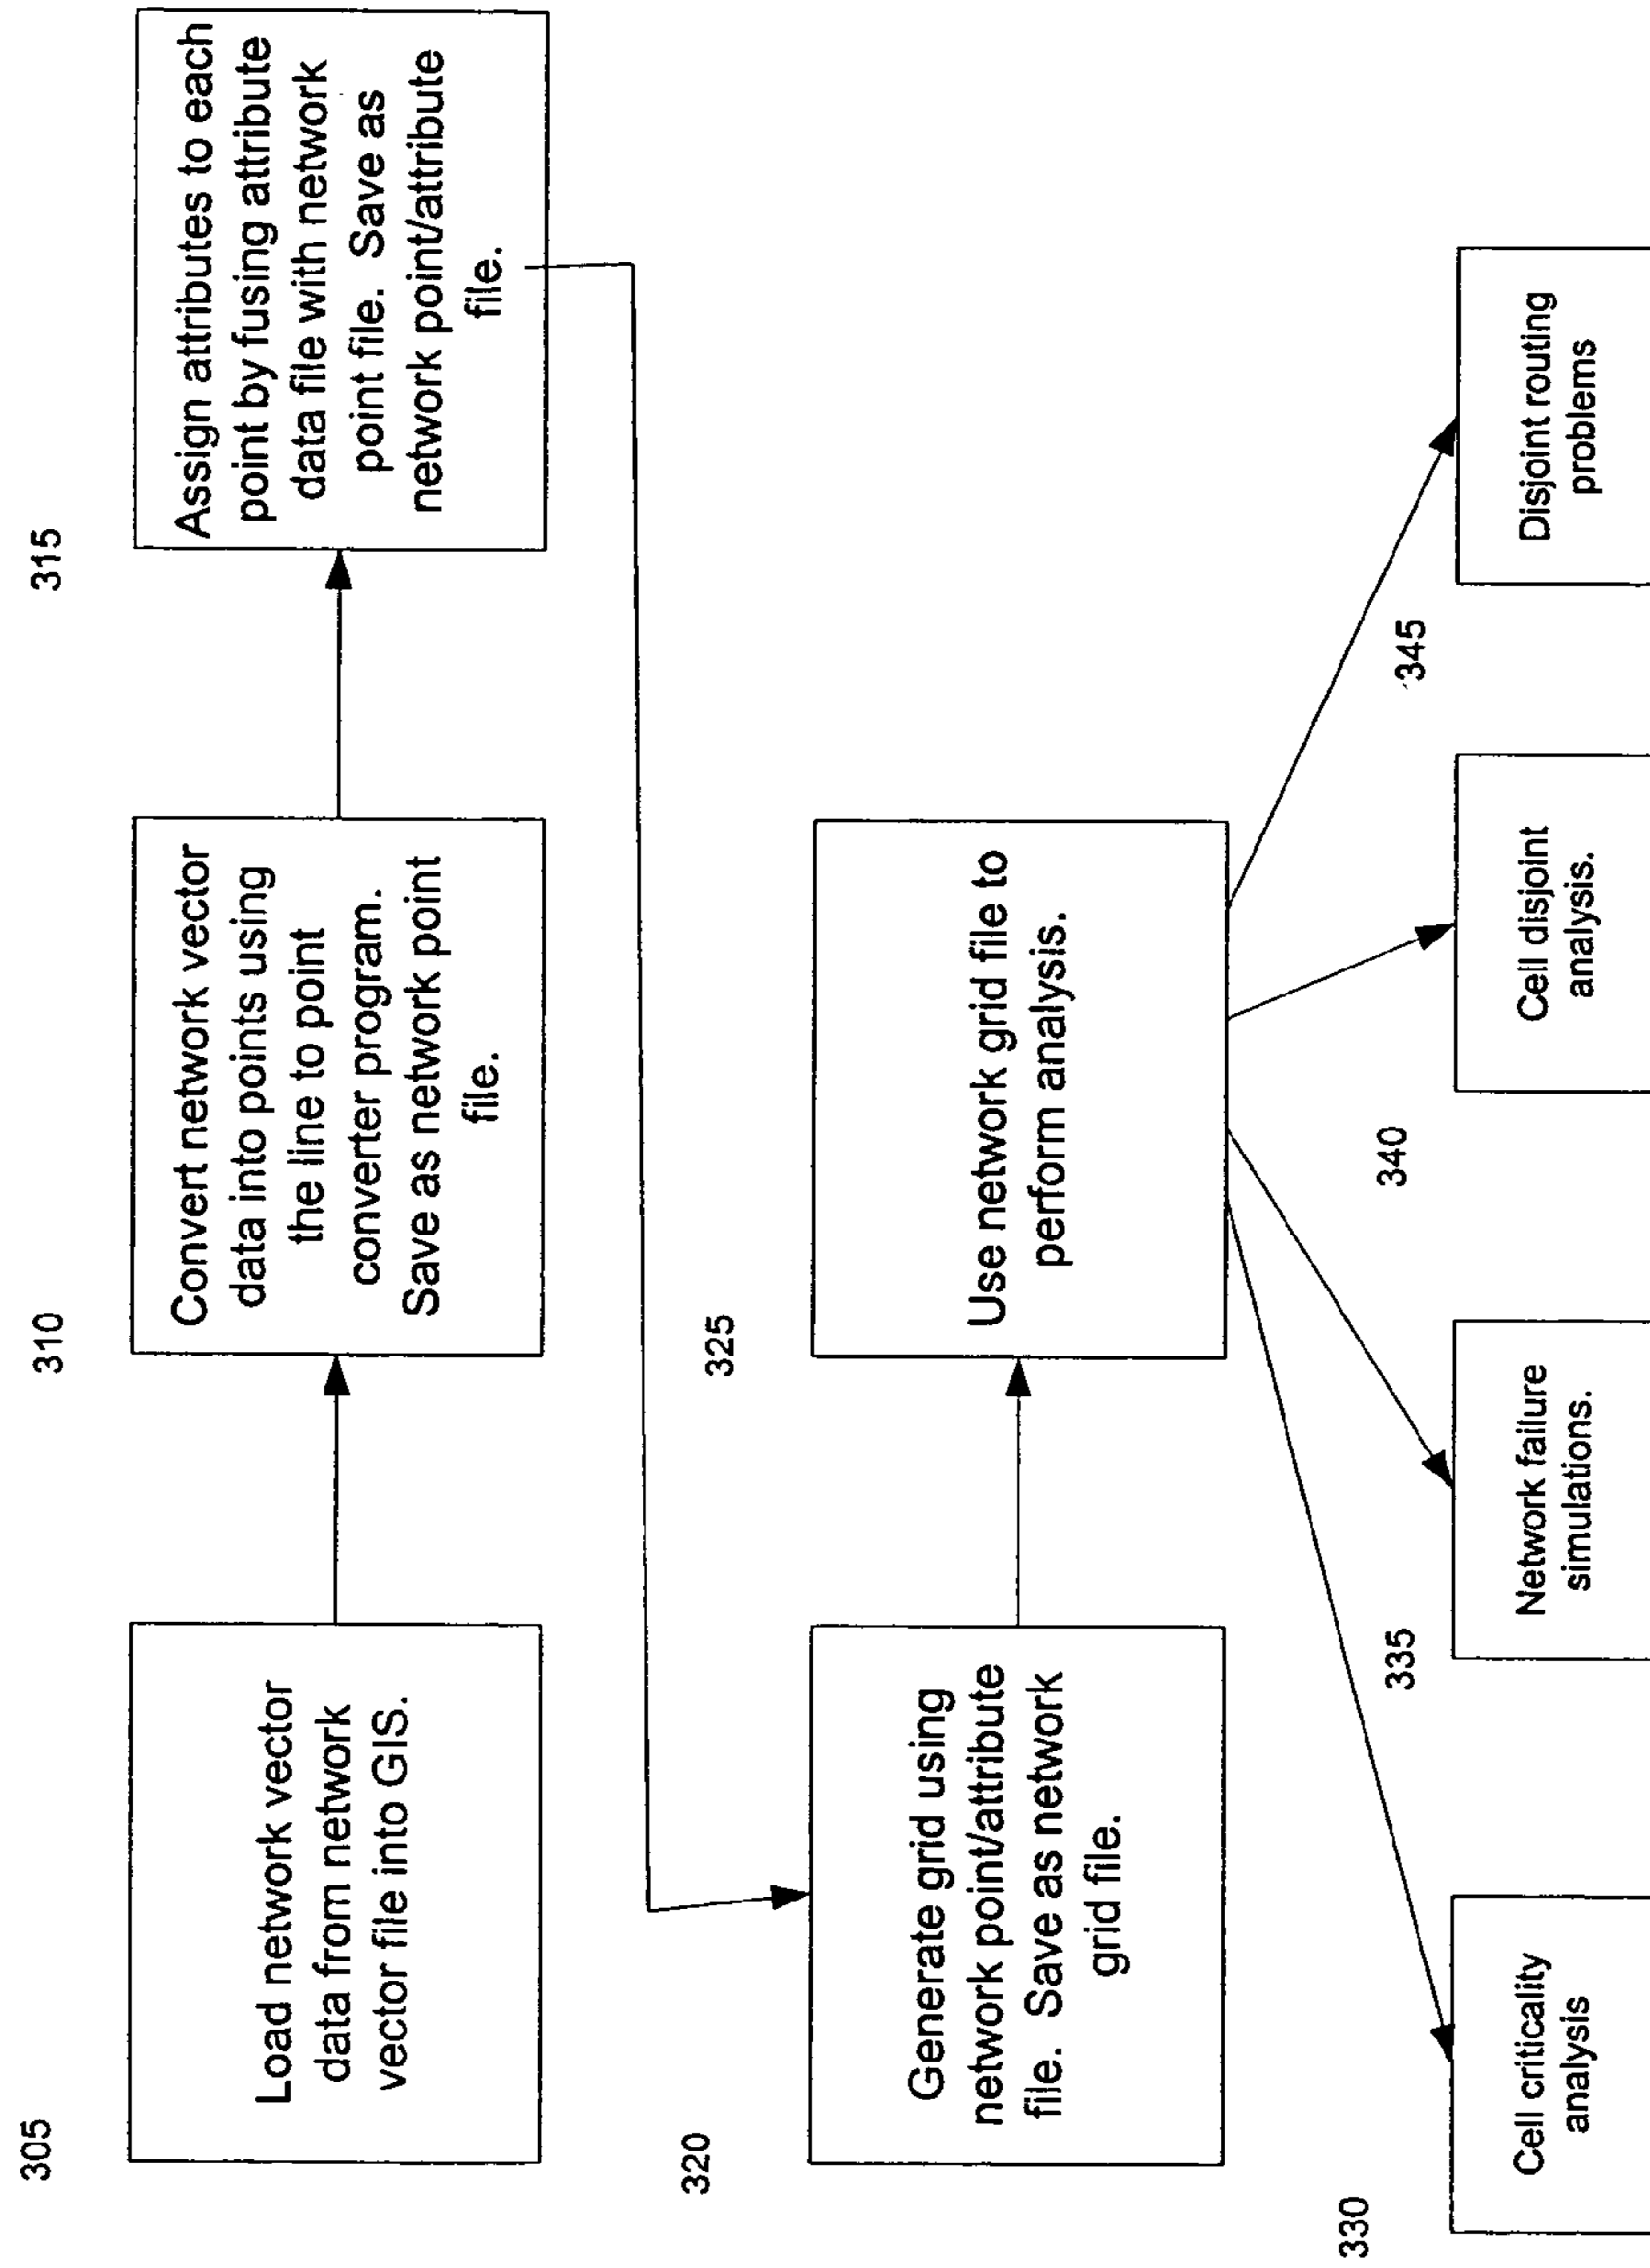 305
Load network vector
data from network
vector file into GIS.
310
Convert network vector
data into points using
the line to point
converter program.
Save as network point
file.
315
Assign attributes to each
point by fusing attribute
data file with network
point file. Save as
network point/attribute
file.
320
Generate grid using
network point/attribute
file. Save as network
grid file.
325
Use network grid file to
perform analysis.
330
Cell criticality
analysis
335
Network failure
simulations.
340
Cell disjoint
analysis.
345
Disjoint routing
problems